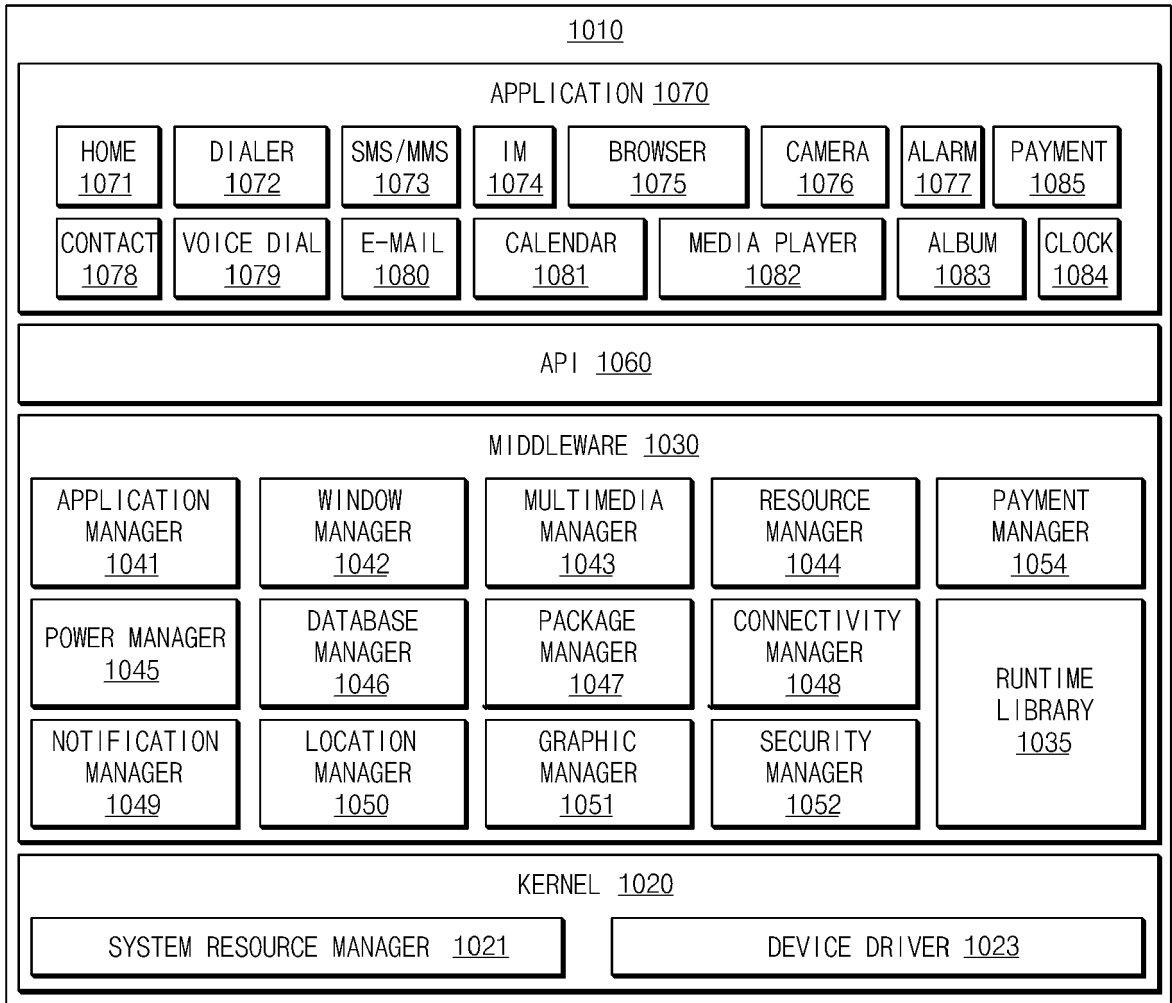 1010
APPLICATION 1070
HOME
1071
DIALER
1072
SMS/MMS
1073
IM
1074
BROWSER
1075
CAMERA
1076
ALARM
1077
PAYMENT
1085
CONTACT
1078
VOICE DIAL
1079
E-MAIL
1080
CALENDAR
1081
MEDIA PLAYER
1082
ALBUM
1083
CLOCK
1084
API 1060
MIDDLEWARE 1030
APPLICATION
MANAGER
1041
WINDOW
MANAGER
1042
MULTIMEDIA
MANAGER
1043
RESOURCE
MANAGER
1044
PAYMENT
MANAGER
1054
POWER MANAGER
1045
DATABASE
MANAGER
1046
PACKAGE
MANAGER
1047
CONNECTIVITY
MANAGER
1048
RUNTIME
LIBRARY
1035
NOTIFICATION
MANAGER
1049
LOCATION
MANAGER
1050
GRAPHIC
MANAGER
1051
SECURITY
MANAGER
1052
KERNEL 1020
SYSTEM RESOURCE MANAGER 1021
DEVICE DRIVER 1023